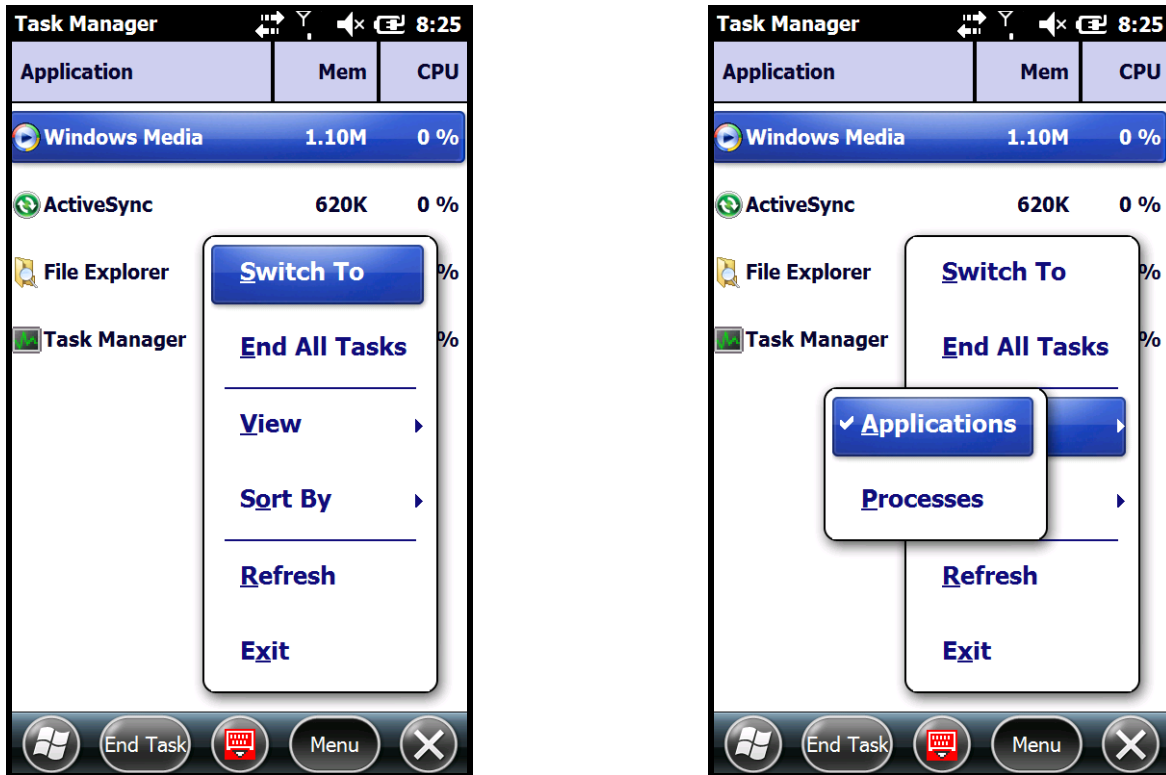 Task Manager 8:25
Application Mem CPU
Windows Media 1.10M 0 %
ActiveSync 620K 0 %
File Explorer %
Task Manager %
Switch To
End All Tasks
View
Sort By
Refresh
Exit
End Task Menu
Task Manager 8:25
Application Mem CPU
Windows Media 1.10M 0 %
ActiveSync 620K 0 %
File Explorer %
Task Manager %
Switch To
End All Tasks
Applications
Processes
Refresh
Exit
End Task Menu